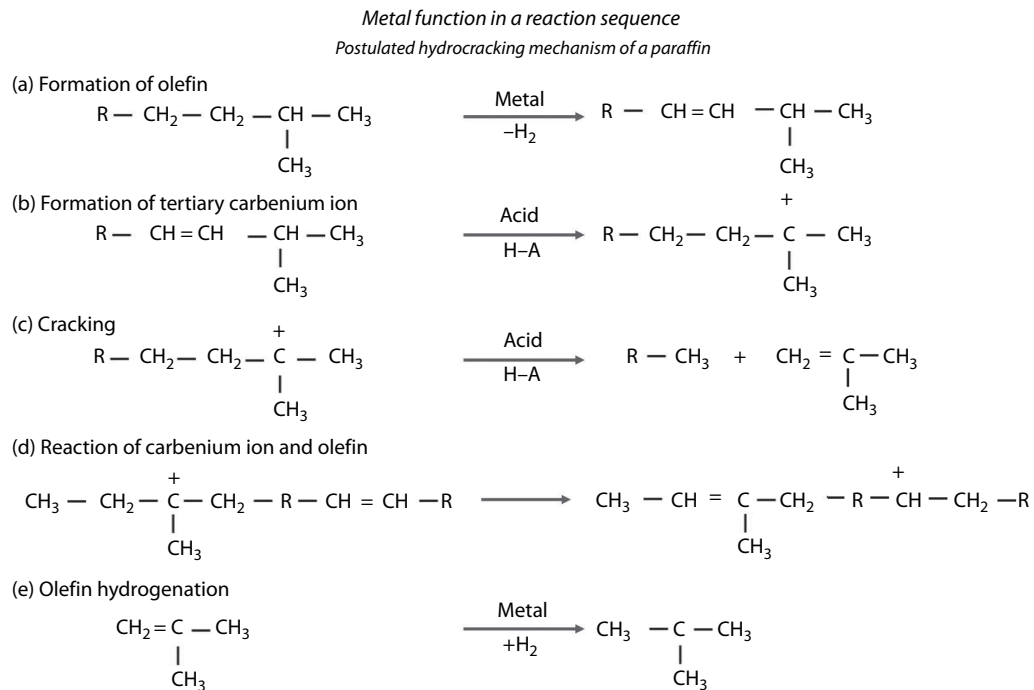 Metal function in a reaction sequence
Postulated hydrocracking mechanism of a paraffin
(a) Formation of olefin
R — CH₂ — CH₂ — CH — CH₃ Metal R — CH = CH — CH — CH₃
| –H₂ |
CH₃ CH₃
(b) Formation of tertiary carbenium ion
+
R — CH = CH — CH — CH₃ Acid R — CH₂ — CH₂ — C — CH₃
| H–A |
CH₃ CH₃
(c) Cracking
+
R — CH₂ — CH₂ — C — CH₃ Acid R — CH₃ + CH₂ = C — CH₃
| H–A |
CH₃ CH₃
(d) Reaction of carbenium ion and olefin
+ +
CH₃ — CH₂ — C — CH₂ — R — CH = CH — R CH₃ — CH = C — CH₂ — R — CH — CH₂ — R
| |
CH₃ CH₃
(e) Olefin hydrogenation
CH₂ = C — CH₃ Metal CH₃ — C — CH₃
| +H₂ |
CH₃ CH₃